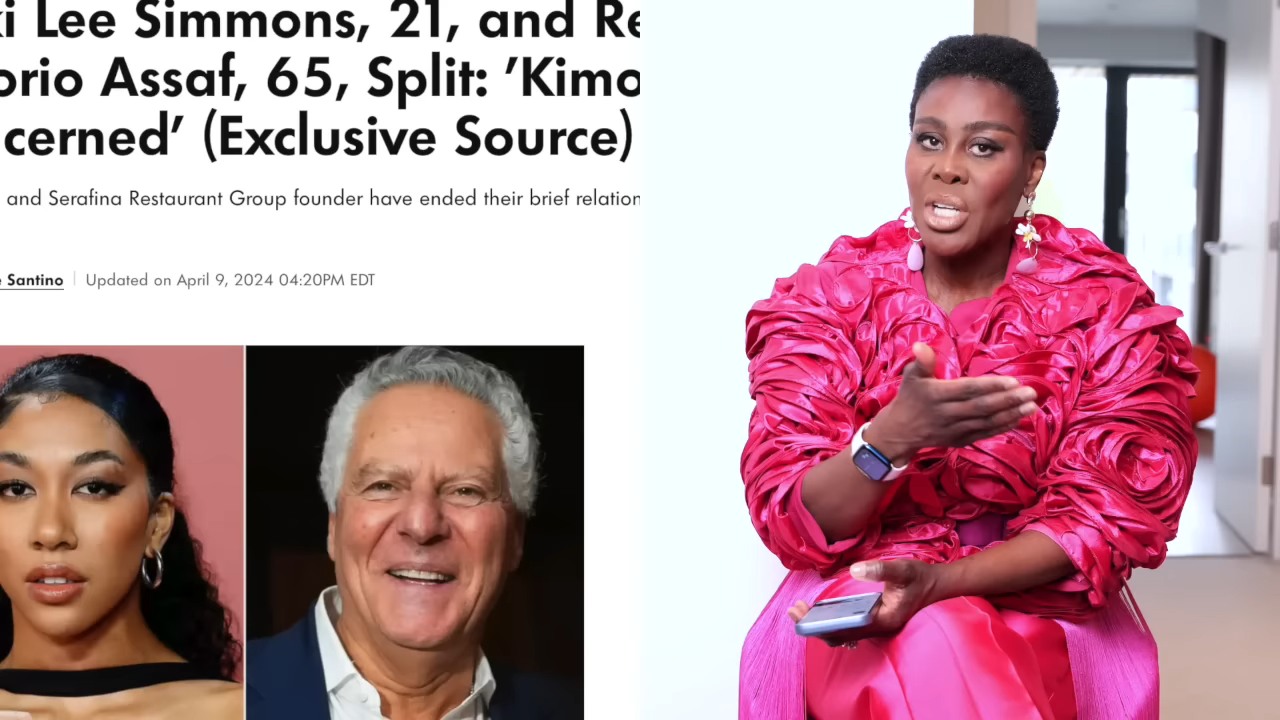 i Lee Simmons, 21, and Re
orio Assaf, 65, Split: 'Kimo
cerned' (Exclusive Source)
and Serafina Restaurant Group founder have ended their brief relation
e Santino | Updated on April 9, 2024 04:20PM EDT